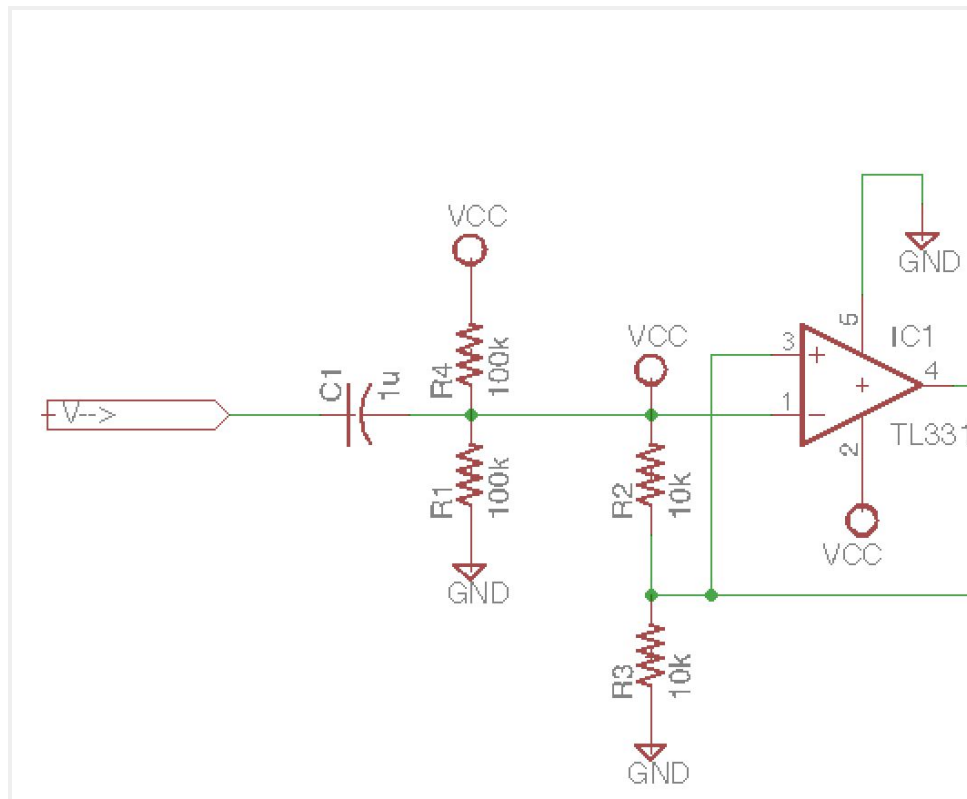 VCC
GND
VCC
5
IC1
3
+
4
+
C1
1u
R4
100k
V-->
1
−
TL331
R1
100k
R2
10k
2
VCC
GND
R3
10k
GND